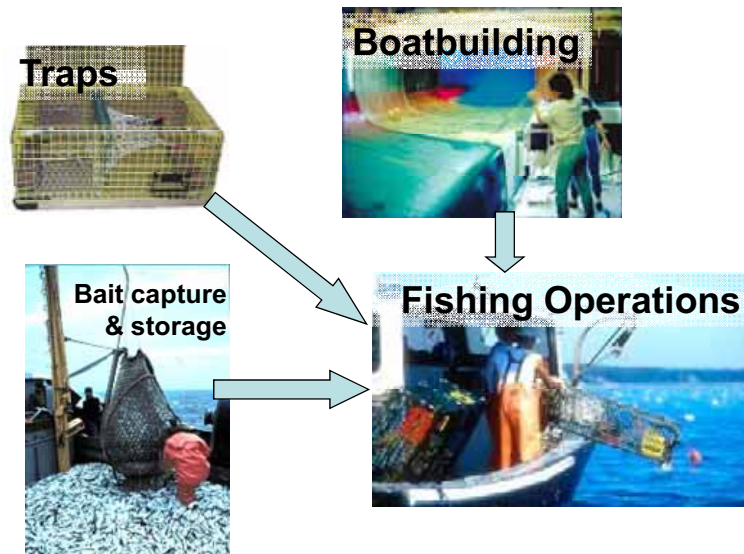 Traps
Boatbuilding
Bait capture
& storage
Fishing Operations